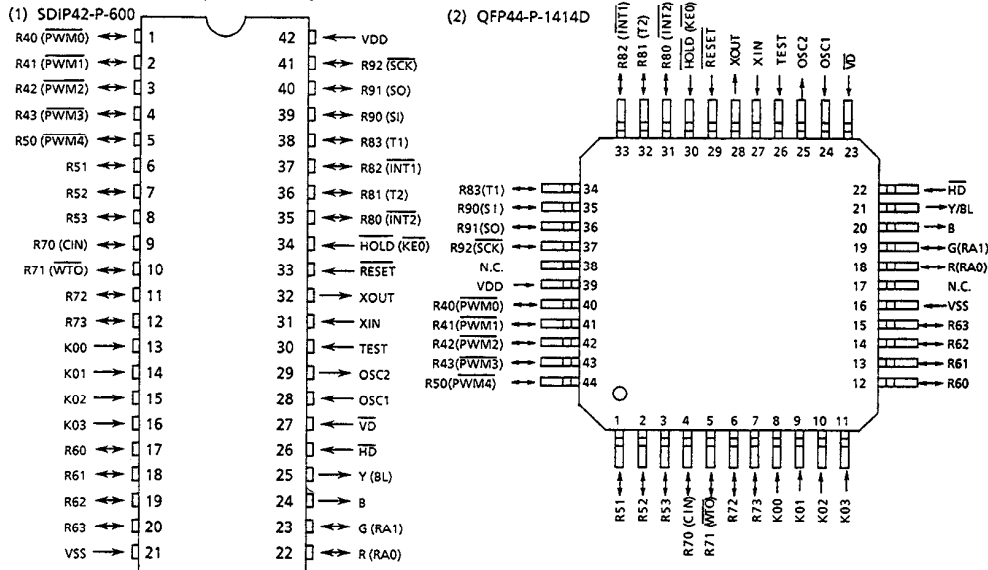 (1) SDIP42-P-600
R40 (PWM0) 1 42 VDD
R41 (PWM1) 2 41 R92 (SCK)
R42 (PWM2) 3 40 R91 (SO)
R43 (PWM3) 4 39 R90 (SI)
R50 (PWM4) 5 38 R83 (T1)
R51 6 37 R82 (INT1)
R52 7 36 R81 (T2)
R53 8 35 R80 (INT2)
R70 (CIN) 9 34 HOLD (KE0)
R71 (WTO) 10 33 RESET
R72 11 32 XOUT
R73 12 31 XIN
K00 13 30 TEST
K01 14 29 OSC2
K02 15 28 OSC1
K03 16 27 VD
R60 17 26 HD
R61 18 25 Y (BL)
R62 19 24 B
R63 20 23 G (RA1)
VSS 21 22 R (RA0)
(2) QFP44-P-1414D
R82 (INT1) R81 (T2) R80 (INT2) HOLD (KE0) RESET XOUT XIN TEST OSC2 OSC1 VD
33 32 31 30 29 28 27 26 25 24 23
R83(T1) 34 22 HD
R90(S1) 35 21 Y/BL
R91(SO) 36 20 B
R92(SCK) 37 19 G(RA1)
N.C. 38 18 R(RA0)
VDD 39 17 N.C.
R40(PWM0) 40 16 VSS
R41(PWM1) 41 15 R63
R42(PWM2) 42 14 R62
R43(PWM3) 43 13 R61
R50(PWM4) 44 12 R60
1 2 3 4 5 6 7 8 9 10 11
R51 R52 R53 R70 (CIN) R71 (WTO) R72 R73 K00 K01 K02 K03